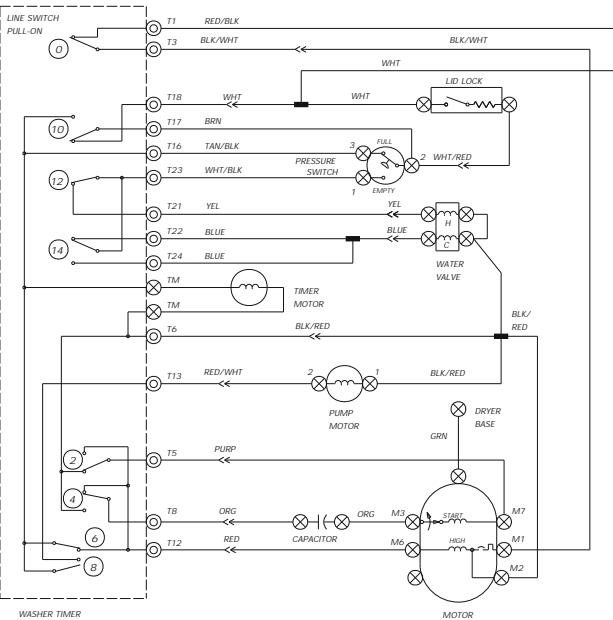 LINE SWITCH
PULL-ON
T1
RED/BLK
0
T3
BLK/WHT
BLK/WHT
WHT
LID LOCK
T18
WHT
WHT
10
T17
BRN
T16
TAN/BLK
3
FULL
PRESSURE
SWITCH
2
WHT/RED
12
T23
WHT/BLK
1
EMPTY
T21
YEL
YEL
H
T22
BLUE
BLUE
C
14
T24
BLUE
WATER
VALVE
TM
TIMER
MOTOR
TM
BLK/
RED
T6
BLK/RED
T13
RED/WHT
2
1
BLK/RED
PUMP
MOTOR
DRYER
BASE
GRN
T5
PURP
2
4
T8
ORG
ORG
M3
START
M7
CAPACITOR
6
T12
RED
M6
HIGH
M1
8
M2
WASHER TIMER
MOTOR